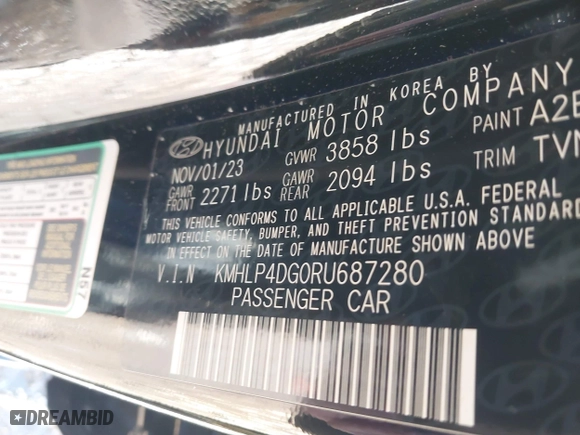 MANUFACTURED IN KOREA BY
HYUNDAI MOTOR COMPANY
NOV/01/23 GVWR 3858 lbs PAINT
GAWR FRONT 2271 lbs GAWR REAR 2094 lbs TRIM
THIS VEHICLE CONFORMS TO ALL APPLICABLE U.S.A. FEDERAL
MOTOR VEHICLE SAFETY, BUMPER, AND THEFT PREVENTION STANDARD
IN EFFECT ON THE DATE OF MANUFACTURE SHOWN ABOVE
V.I.N KMHLP4DG0RU687280
PASSENGER CAR
N57
DREAMBID